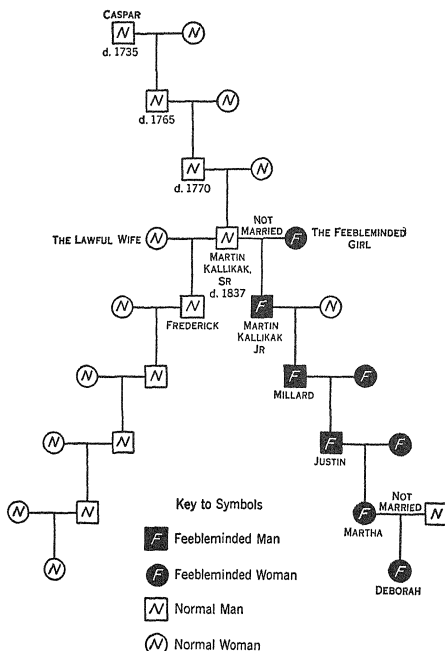 CASPAR
N N
d. 1735
N N
d. 1765
N N
d. 1770
NOT
MARRIED
THE LAWFUL WIFE N N F THE FEEBLEMINDED
GIRL
MARTIN
KALLIKAK,
SR
d. 1837
N N F N
FREDERICK MARTIN
KALLIKAK
JR
N N F F
MILLARD
N N F F
JUSTIN
Key to Symbols
NOT
MARRIED
N N F N
MARTHA
F Feebleminded Man
N F Feebleminded Woman F
DEBORAH
N Normal Man
N Normal Woman